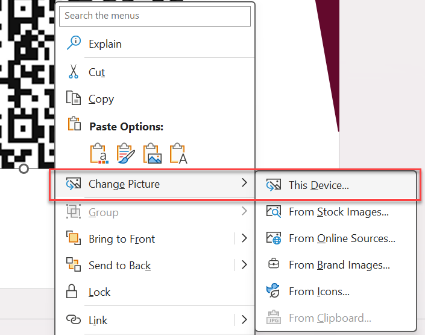 Search the menus
Explain
Cut
Copy
Paste Options:
Change Picture
This Device...
Group
From Stock Images...
Bring to Front
From Online Sources...
Send to Back
From Brand Images...
Lock
From Icons...
Link
From Clipboard...